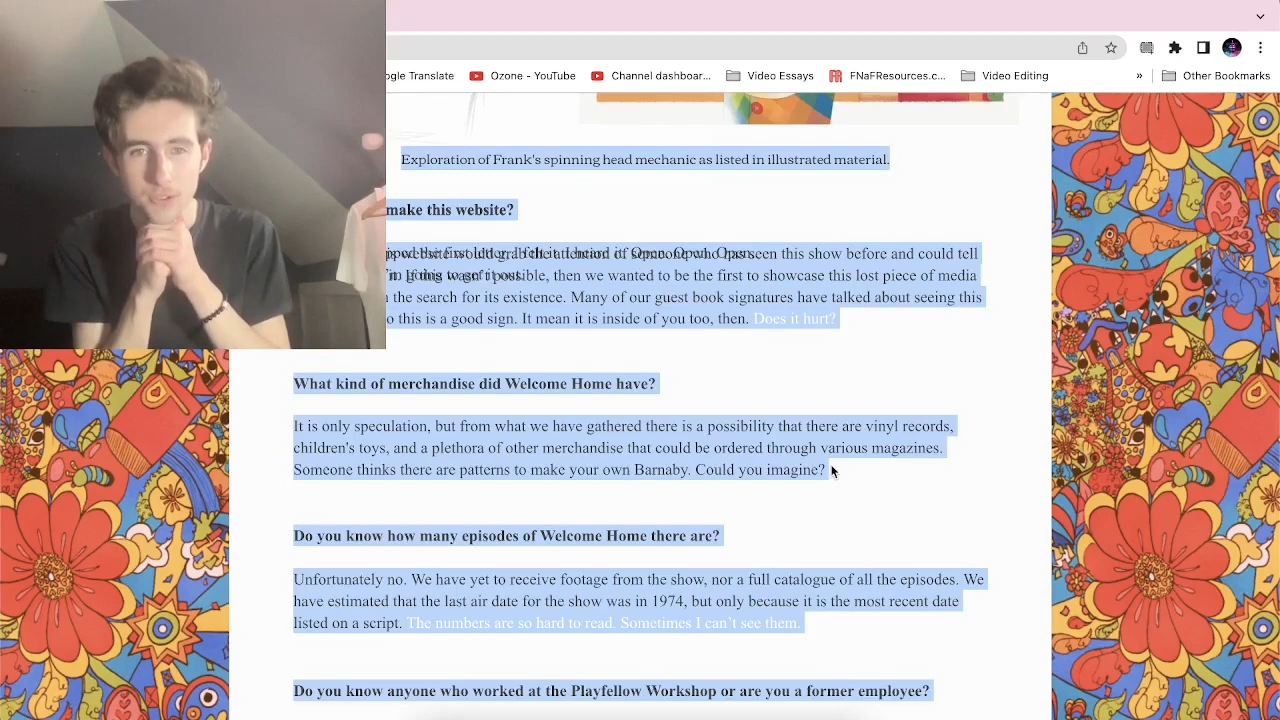 ogle Translate
Ozone - YouTube
Channel dashboar...
Video Essays
FNaFResources.c...
Video Editing
»
Other Bookmarks
Exploration of Frank's spinning head mechanic as listed in illustrated material.
make this website?
seen this show before and could tell
possible, then we wanted to be the first to showcase this lost piece of media
the search for its existence. Many of our guest book signatures have talked about seeing this
o this is a good sign. It mean it is inside of you too, then. Does it hurt?
What kind of merchandise did Welcome Home have?
It is only speculation, but from what we have gathered there is a possibility that there are vinyl records,
children's toys, and a plethora of other merchandise that could be ordered through various magazines.
Someone thinks there are patterns to make your own Barnaby. Could you imagine?
Do you know how many episodes of Welcome Home there are?
Unfortunately no. We have yet to receive footage from the show, nor a full catalogue of all the episodes. We
have estimated that the last air date for the show was in 1974, but only because it is the most recent date
listed on a script. The numbers are so hard to read. Sometimes I can't see them.
Do you know anyone who worked at the Playfellow Workshop or are you a former employee?